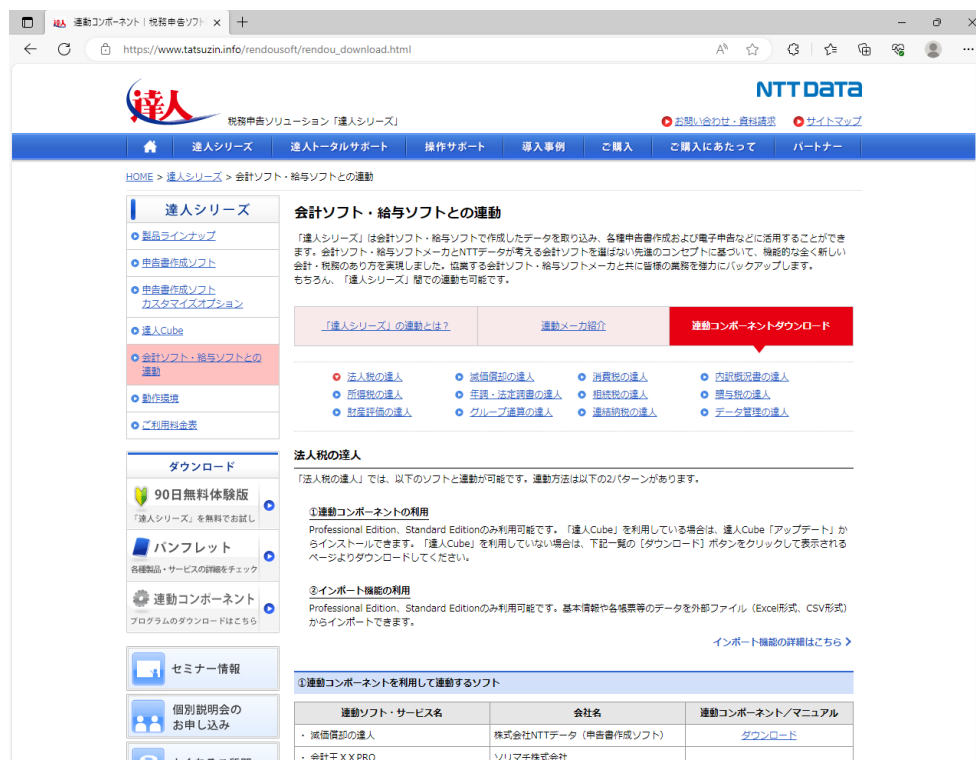 達人 連動コンポーネント｜税務申告ソフト
https://www.tatsuzin.info/rendousoft/rendou_download.html
達人
税務申告ソリューション「達人シリーズ」
NTT DATA
お問い合わせ・資料請求 サイトマップ
達人シリーズ 達人トータルサポート 操作サポート 導入事例 ご購入 ご購入にあたって パートナー
HOME > 達人シリーズ > 会計ソフト・給与ソフトとの連動
達人シリーズ
製品ラインナップ
申告書作成ソフト
申告書作成ソフト
カスタマイズオプション
達人Cube
会計ソフト・給与ソフトとの
連動
動作環境
ご利用料金表
ダウンロード
90日無料体験版
「達人シリーズ」を無料でお試し
パンフレット
各種製品・サービスの詳細をチェック
連動コンポーネント
プログラムのダウンロードはこちら
セミナー情報
個別説明会の
お申し込み
会計ソフト・給与ソフトとの連動
「達人シリーズ」は会計ソフト・給与ソフトで作成したデータを取り込み、各種申告書作成および電子申告などに活用することができ
ます。会計ソフト・給与ソフトメーカとNTTデータが考える会計ソフトを選ばない先進のコンセプトに基づいて、機能的な全く新しい
会計・税務のあり方を実現しました。協業する会計ソフト・給与ソフトメーカと共に皆様の業務を強力にバックアップします。
もちろん、「達人シリーズ」間での連動も可能です。
「達人シリーズ」の連動とは？ 連動メーカ紹介 連動コンポーネントダウンロード
法人税の達人 減価償却の達人 消費税の達人 内訳概況書の達人
所得税の達人 年調・法定調書の達人 相続税の達人 贈与税の達人
財産評価の達人 グループ通算の達人 連結納税の達人 データ管理の達人
法人税の達人
「法人税の達人」では、以下のソフトと連動が可能です。連動方法は以下の2パターンがあります。
①連動コンポーネントの利用
Professional Edition、Standard Editionのみ利用可能です。「達人Cube」を利用している場合は、達人Cube「アップデート」か
らインストールできます。「達人Cube」を利用していない場合は、下記一覧の［ダウンロード］ボタンをクリックして表示される
ページよりダウンロードしてください。
②インポート機能の利用
Professional Edition、Standard Editionのみ利用可能です。基本情報や各帳票等のデータを外部ファイル（Excel形式、CSV形式）
からインポートできます。
インポート機能の詳細はこちら
①連動コンポーネントを利用して連動するソフト
連動ソフト・サービス名 会社名 連動コンポーネント／マニュアル
・ 減価償却の達人 株式会社NTTデータ（申告書作成ソフト） ダウンロード
・ 会計王ＸＸPRO ソリマチ株式会社